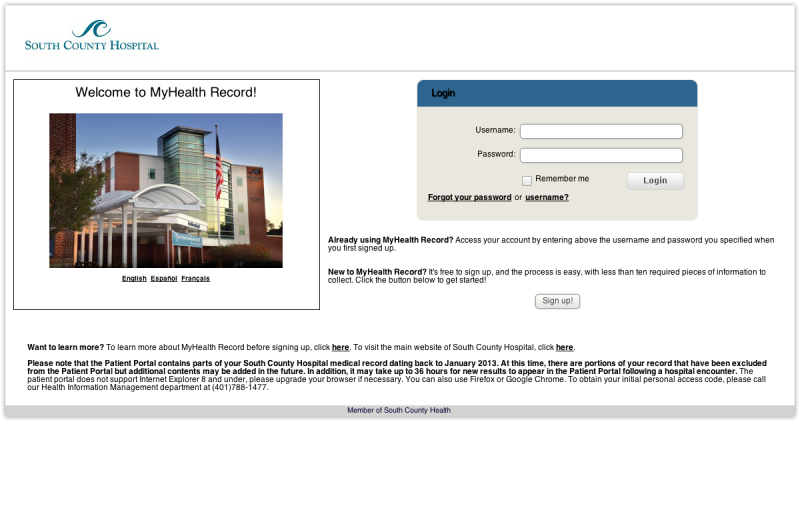 SOUTH COUNTY HOSPITAL
Welcome to MyHealth Record!
English Español Français
Login
Username:
Password:
Remember me
Login
Forgot your password or username?
Already using MyHealth Record? Access your account by entering above the username and password you specified when
you first signed up.
New to MyHealth Record? It's free to sign up, and the process is easy, with less than ten required pieces of information to
collect. Click the button below to get started!
Sign up!
Want to learn more? To learn more about MyHealth Record before signing up, click here. To visit the main website of South County Hospital, click here.
Please note that the Patient Portal contains parts of your South County Hospital medical record dating back to January 2013. At this time, there are portions of your record that have been excluded
from the Patient Portal but additional contents may be added in the future. In addition, it may take up to 36 hours for new results to appear in the Patient Portal following a hospital encounter. The
patient portal does not support Internet Explorer 8 and under, please upgrade your browser if necessary. You can also use Firefox or Google Chrome. To obtain your initial personal access code, please call
our Health Information Management department at (401)788-1477.
Member of South County Health